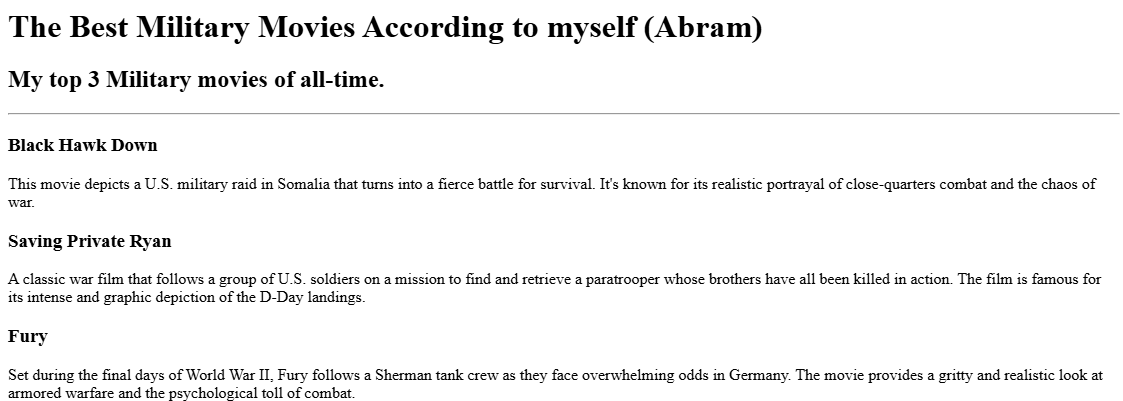 The Best Military Movies According to myself (Abram)
My top 3 Military movies of all-time.
Black Hawk Down
This movie depicts a U.S. military raid in Somalia that turns into a fierce battle for survival. It's known for its realistic portrayal of close-quarters combat and the chaos of
war.
Saving Private Ryan
A classic war film that follows a group of U.S. soldiers on a mission to find and retrieve a paratrooper whose brothers have all been killed in action. The film is famous for
its intense and graphic depiction of the D-Day landings.
Fury
Set during the final days of World War II, Fury follows a Sherman tank crew as they face overwhelming odds in Germany. The movie provides a gritty and realistic look at
armored warfare and the psychological toll of combat.